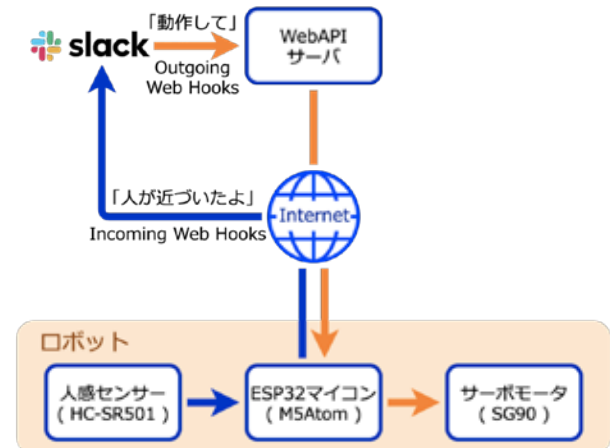 「動作して」
slack
Outgoing
Web Hooks
WebAPI
サーバ
「人が近づいたよ」
Incoming Web Hooks
Internet
ロボット
人感センサー
( HC-SR501 )
ESP32マイコン
( M5Atom )
サーボモータ
( SG90 )